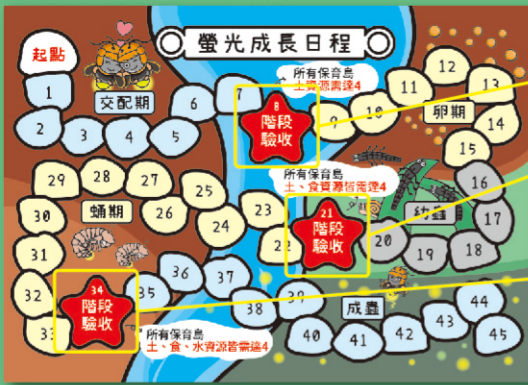 螢光成長日程
起點
1
2
3
4
5
6
7
交配期
所有保育島
土資源需達4
8
階段
驗收
9
10
11
12
13
14
15
卵期
16
17
18
19
20
幼蟲
所有保育島
土、食資源皆需達4
21
階段
驗收
22
23
24
25
26
27
28
29
30
31
32
33
蛹期
34
階段
驗收
所有保育島
土、食、水資源皆需達4
35
36
37
38
39
40
41
42
43
44
45
成蟲